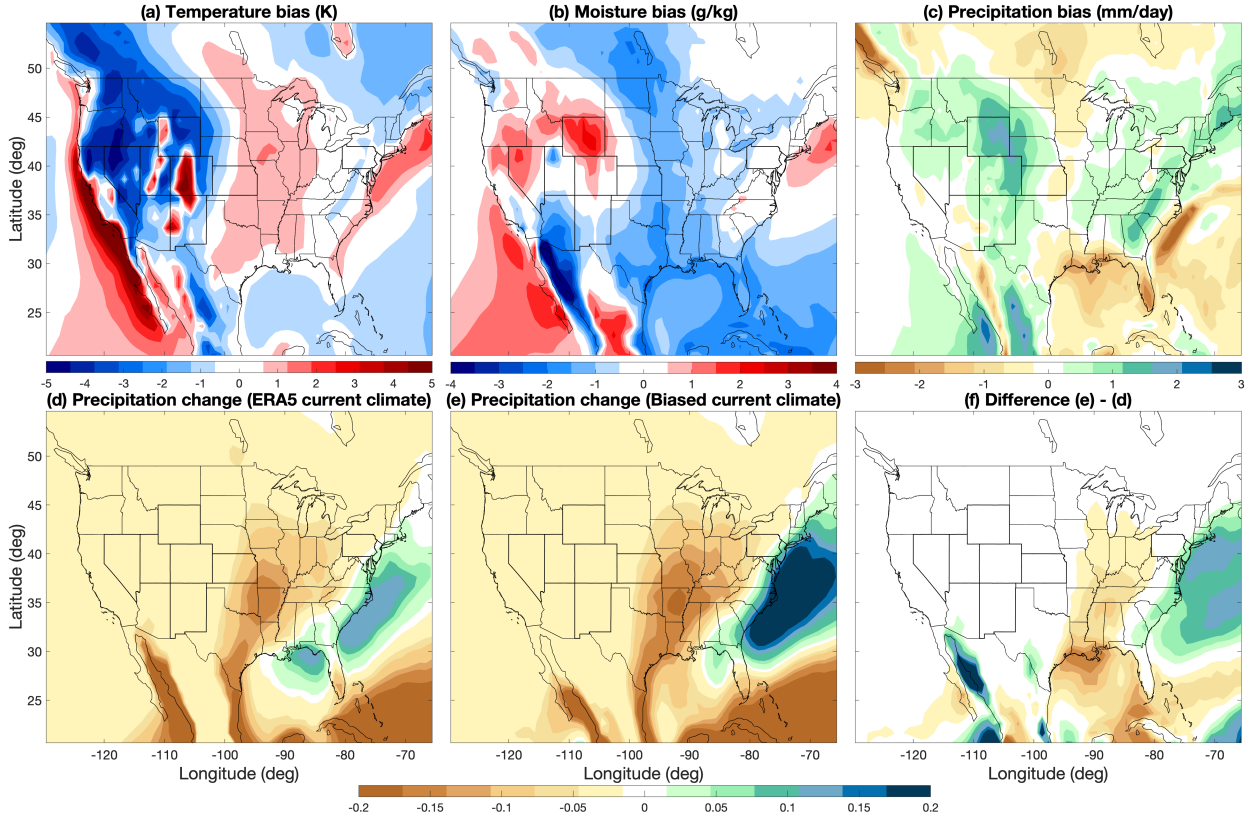 (a) Temperature bias (K)
(b) Moisture bias (g/kg)
(c) Precipitation bias (mm/day)
Latitude (deg)
50
45
40
35
30
25
-5 -4 -3 -2 -1 0 1 2 3 4 5
-4 -3 -2 -1 0 1 2 3 4
-3 -2 -1 0 1 2 3
(d) Precipitation change (ERA5 current climate)
(e) Precipitation change (Biased current climate)
(f) Difference (e) - (d)
Latitude (deg)
50
45
40
35
30
25
-120 -110 -100 -90 -80 -70
-120 -110 -100 -90 -80 -70
-120 -110 -100 -90 -80 -70
Longitude (deg)
Longitude (deg)
Longitude (deg)
-0.2 -0.15 -0.1 -0.05 0 0.05 0.1 0.15 0.2